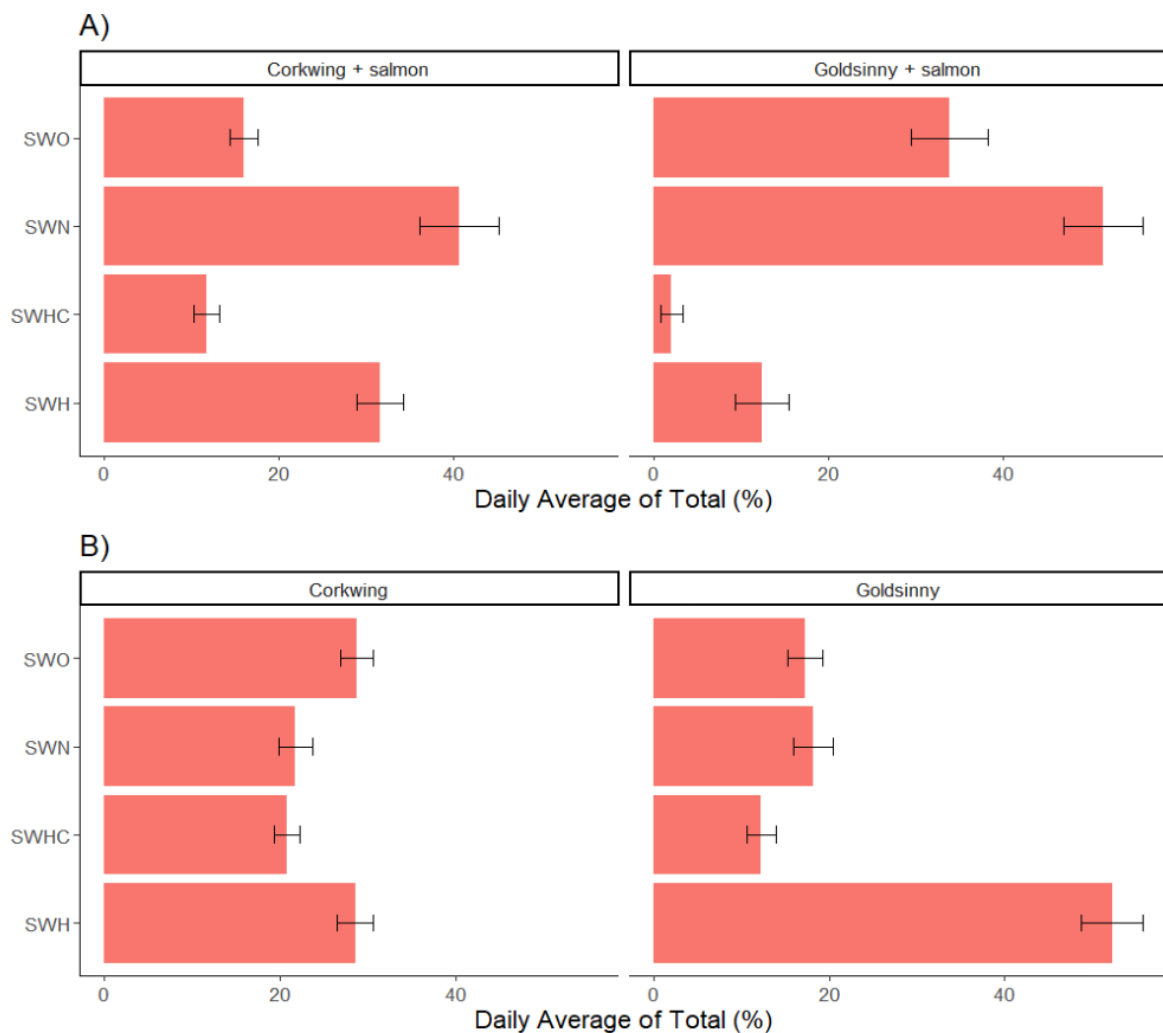 A)
Corkwing + salmon
Goldsinny + salmon
SWO
SWN
SWHC
SWH
0 20 40
0 20 40
Daily Average of Total (%)
B)
Corkwing
Goldsinny
SWO
SWN
SWHC
SWH
0 20 40
0 20 40
Daily Average of Total (%)